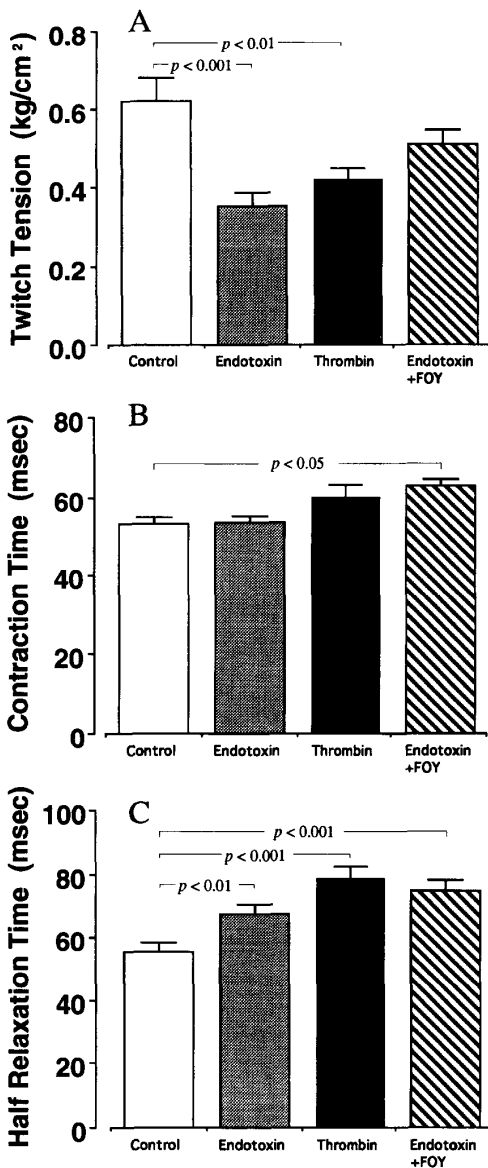 A
Twitch Tension (kg/cm²)
0.8
0.6
0.4
0.2
0.0
p < 0.01
p < 0.001
Control
Endotoxin
Thrombin
Endotoxin
+FOY
B
Contraction Time (msec)
80
60
40
20
0
p < 0.05
Control
Endotoxin
Thrombin
Endotoxin
+FOY
C
Half Relaxation Time (msec)
100
80
60
40
20
0
p < 0.001
p < 0.001
p < 0.01
Control
Endotoxin
Thrombin
Endotoxin
+FOY